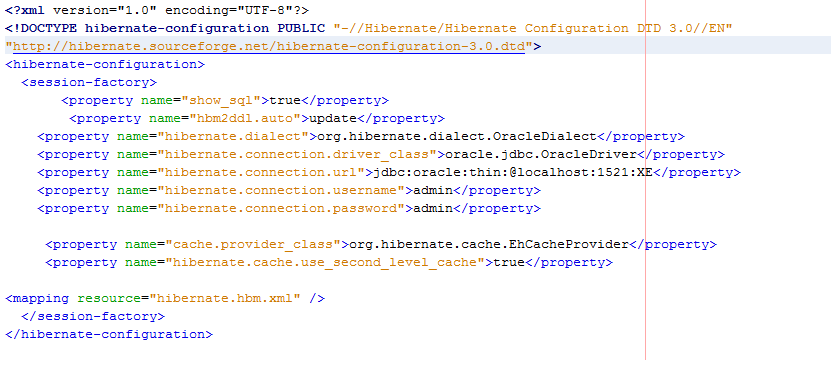 <?xml version="1.0" encoding="UTF-8"?>
<!DOCTYPE hibernate-configuration PUBLIC "-//Hibernate/Hibernate Configuration DTD 3.0//EN"
"http://hibernate.sourceforge.net/hibernate-configuration-3.0.dtd">
<hibernate-configuration>
  <session-factory>
       <property name="show_sql">true</property>
        <property name="hbm2ddl.auto">update</property>
    <property name="hibernate.dialect">org.hibernate.dialect.OracleDialect</property>
    <property name="hibernate.connection.driver_class">oracle.jdbc.OracleDriver</property>
    <property name="hibernate.connection.url">jdbc:oracle:thin:@localhost:1521:XE</property>
    <property name="hibernate.connection.username">admin</property>
    <property name="hibernate.connection.password">admin</property>
     <property name="cache.provider_class">org.hibernate.cache.EhCacheProvider</property>
     <property name="hibernate.cache.use_second_level_cache">true</property>
<mapping resource="hibernate.hbm.xml" />
  </session-factory>
</hibernate-configuration>